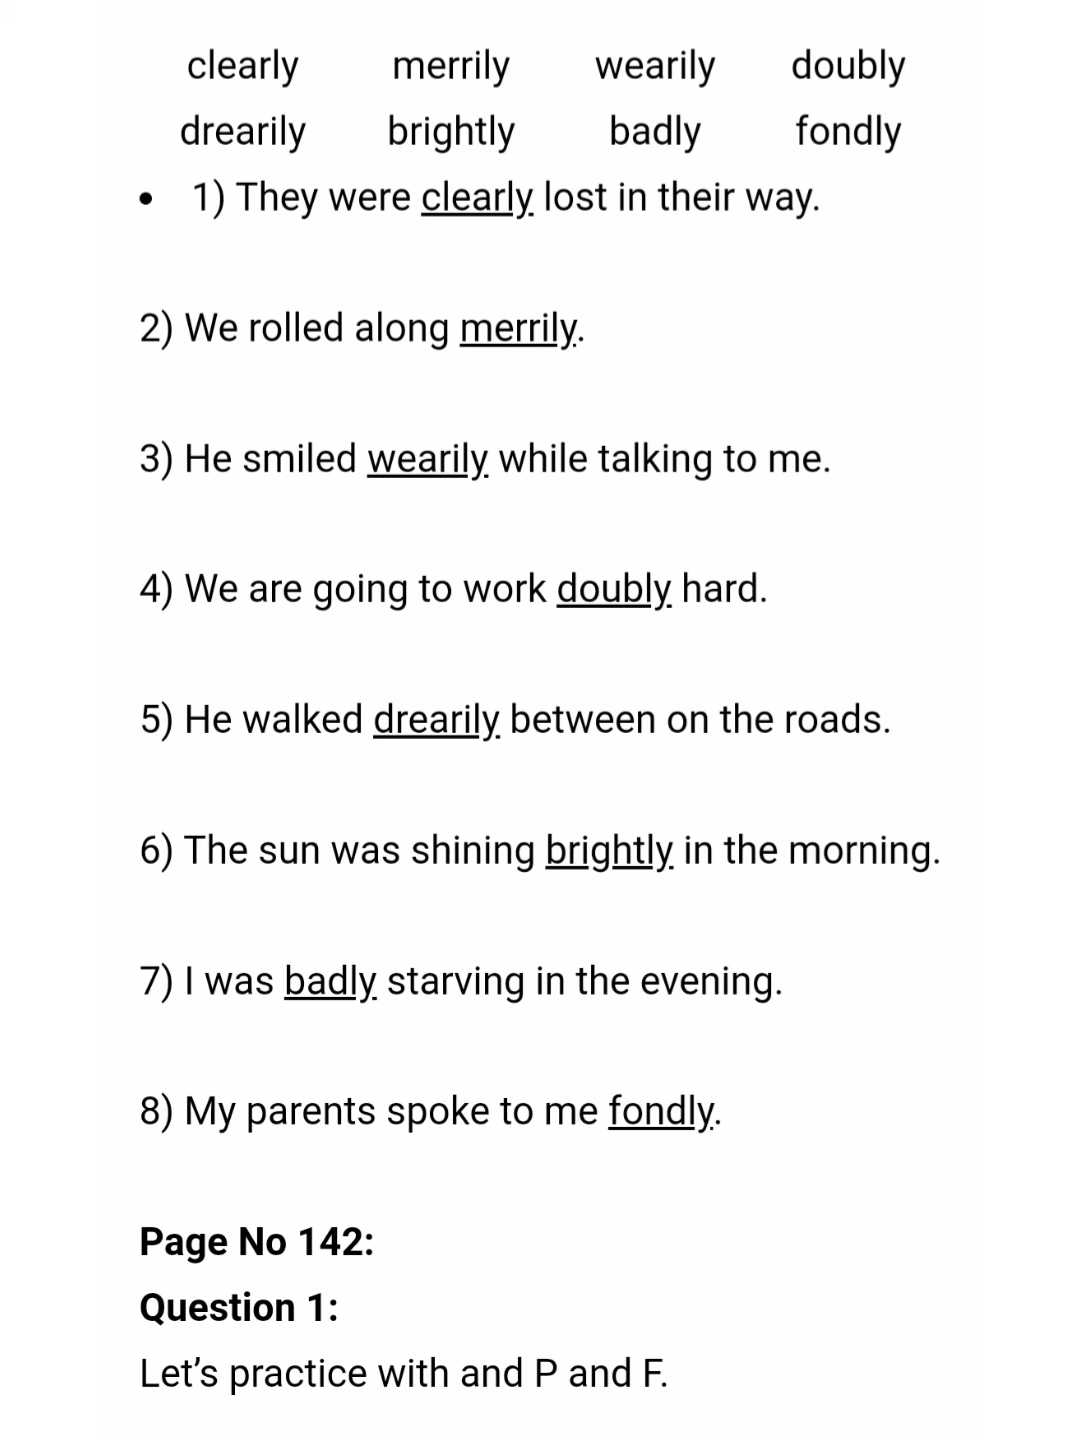 clearly merrily wearily doubly
drearily brightly badly fondly
• 1) They were clearly lost in their way.
2) We rolled along merrily.
3) He smiled wearily while talking to me.
4) We are going to work doubly hard.
5) He walked drearily between on the roads.
6) The sun was shining brightly in the morning.
7) I was badly starving in the evening.
8) My parents spoke to me fondly.
Page No 142:
Question 1:
Let’s practice with and P and F.